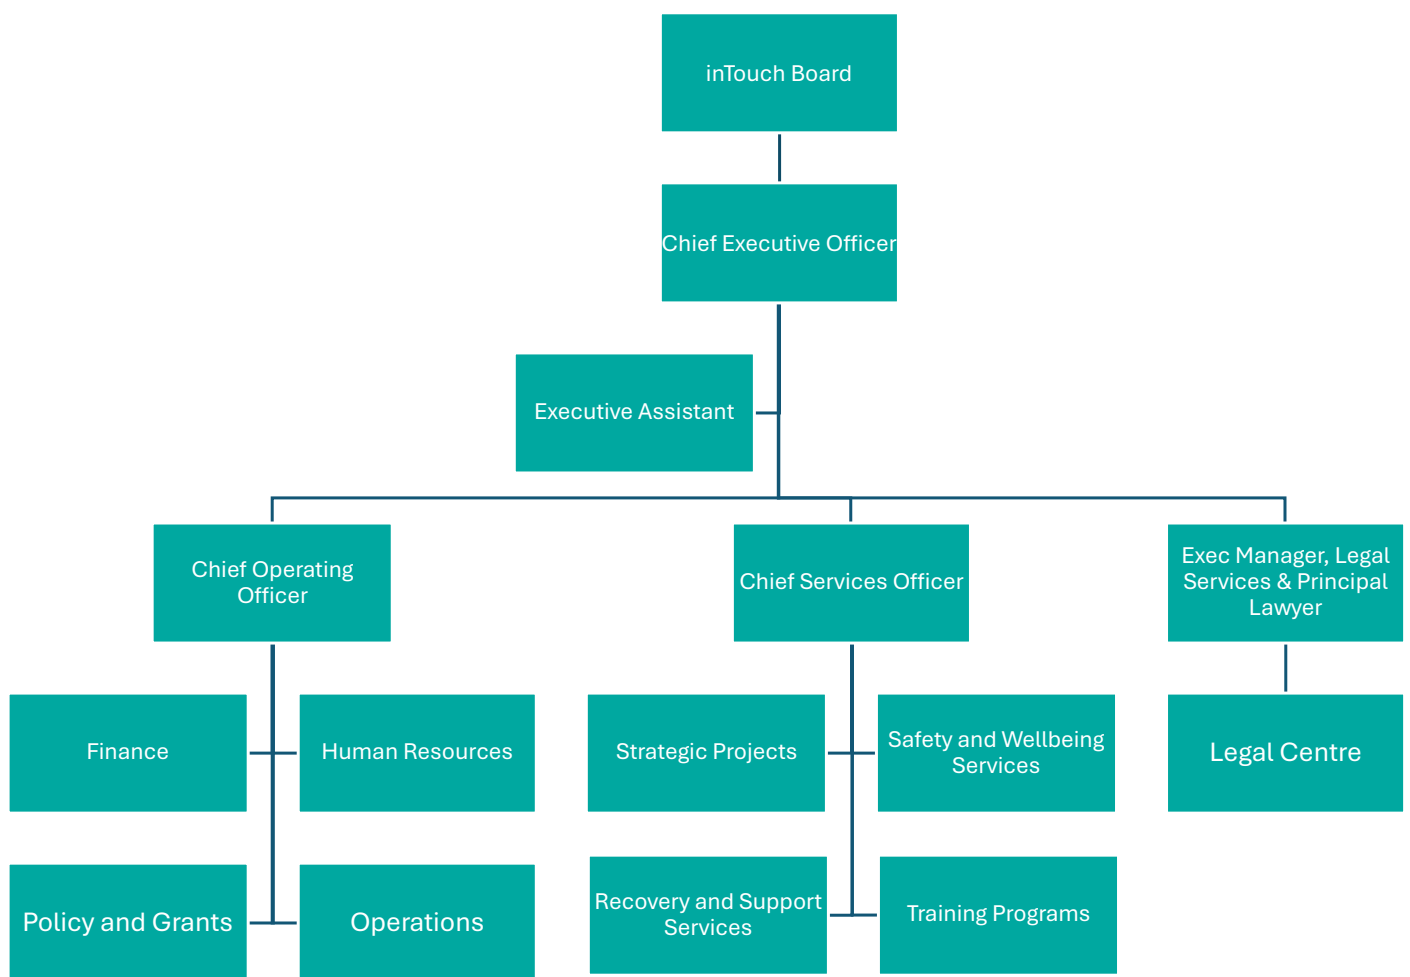 inTouch Board
Chief Executive Officer
Executive Assistant
Chief Operating
Officer
Chief Services Officer
Exec Manager, Legal
Services & Principal
Lawyer
Finance
Human Resources
Strategic Projects
Safety and Wellbeing
Services
Legal Centre
Policy and Grants
Operations
Recovery and Support
Services
Training Programs